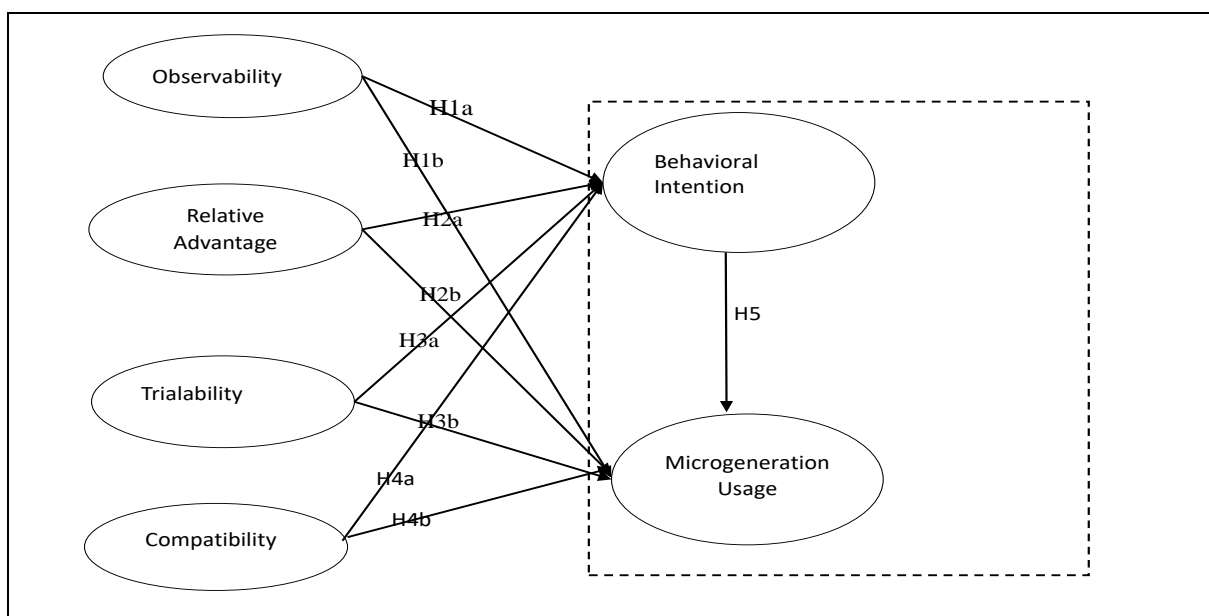 Observability
H1a
H1b
Behavioral
Intention
Relative
Advantage
H2a
H2b
H5
H3a
Trialability
H3b
Microgeneration
Usage
H4a
H4b
Compatibility